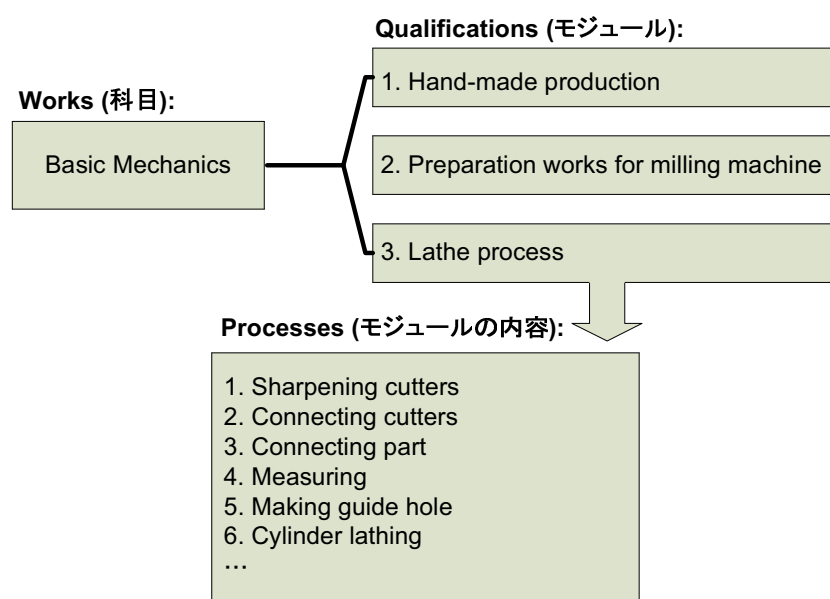 Qualifications (モジュール):
1. Hand-made production
Works (科目):
Basic Mechanics
2. Preparation works for milling machine
3. Lathe process
Processes (モジュールの内容):
1. Sharpening cutters
2. Connecting cutters
3. Connecting part
4. Measuring
5. Making guide hole
6. Cylinder lathing
…